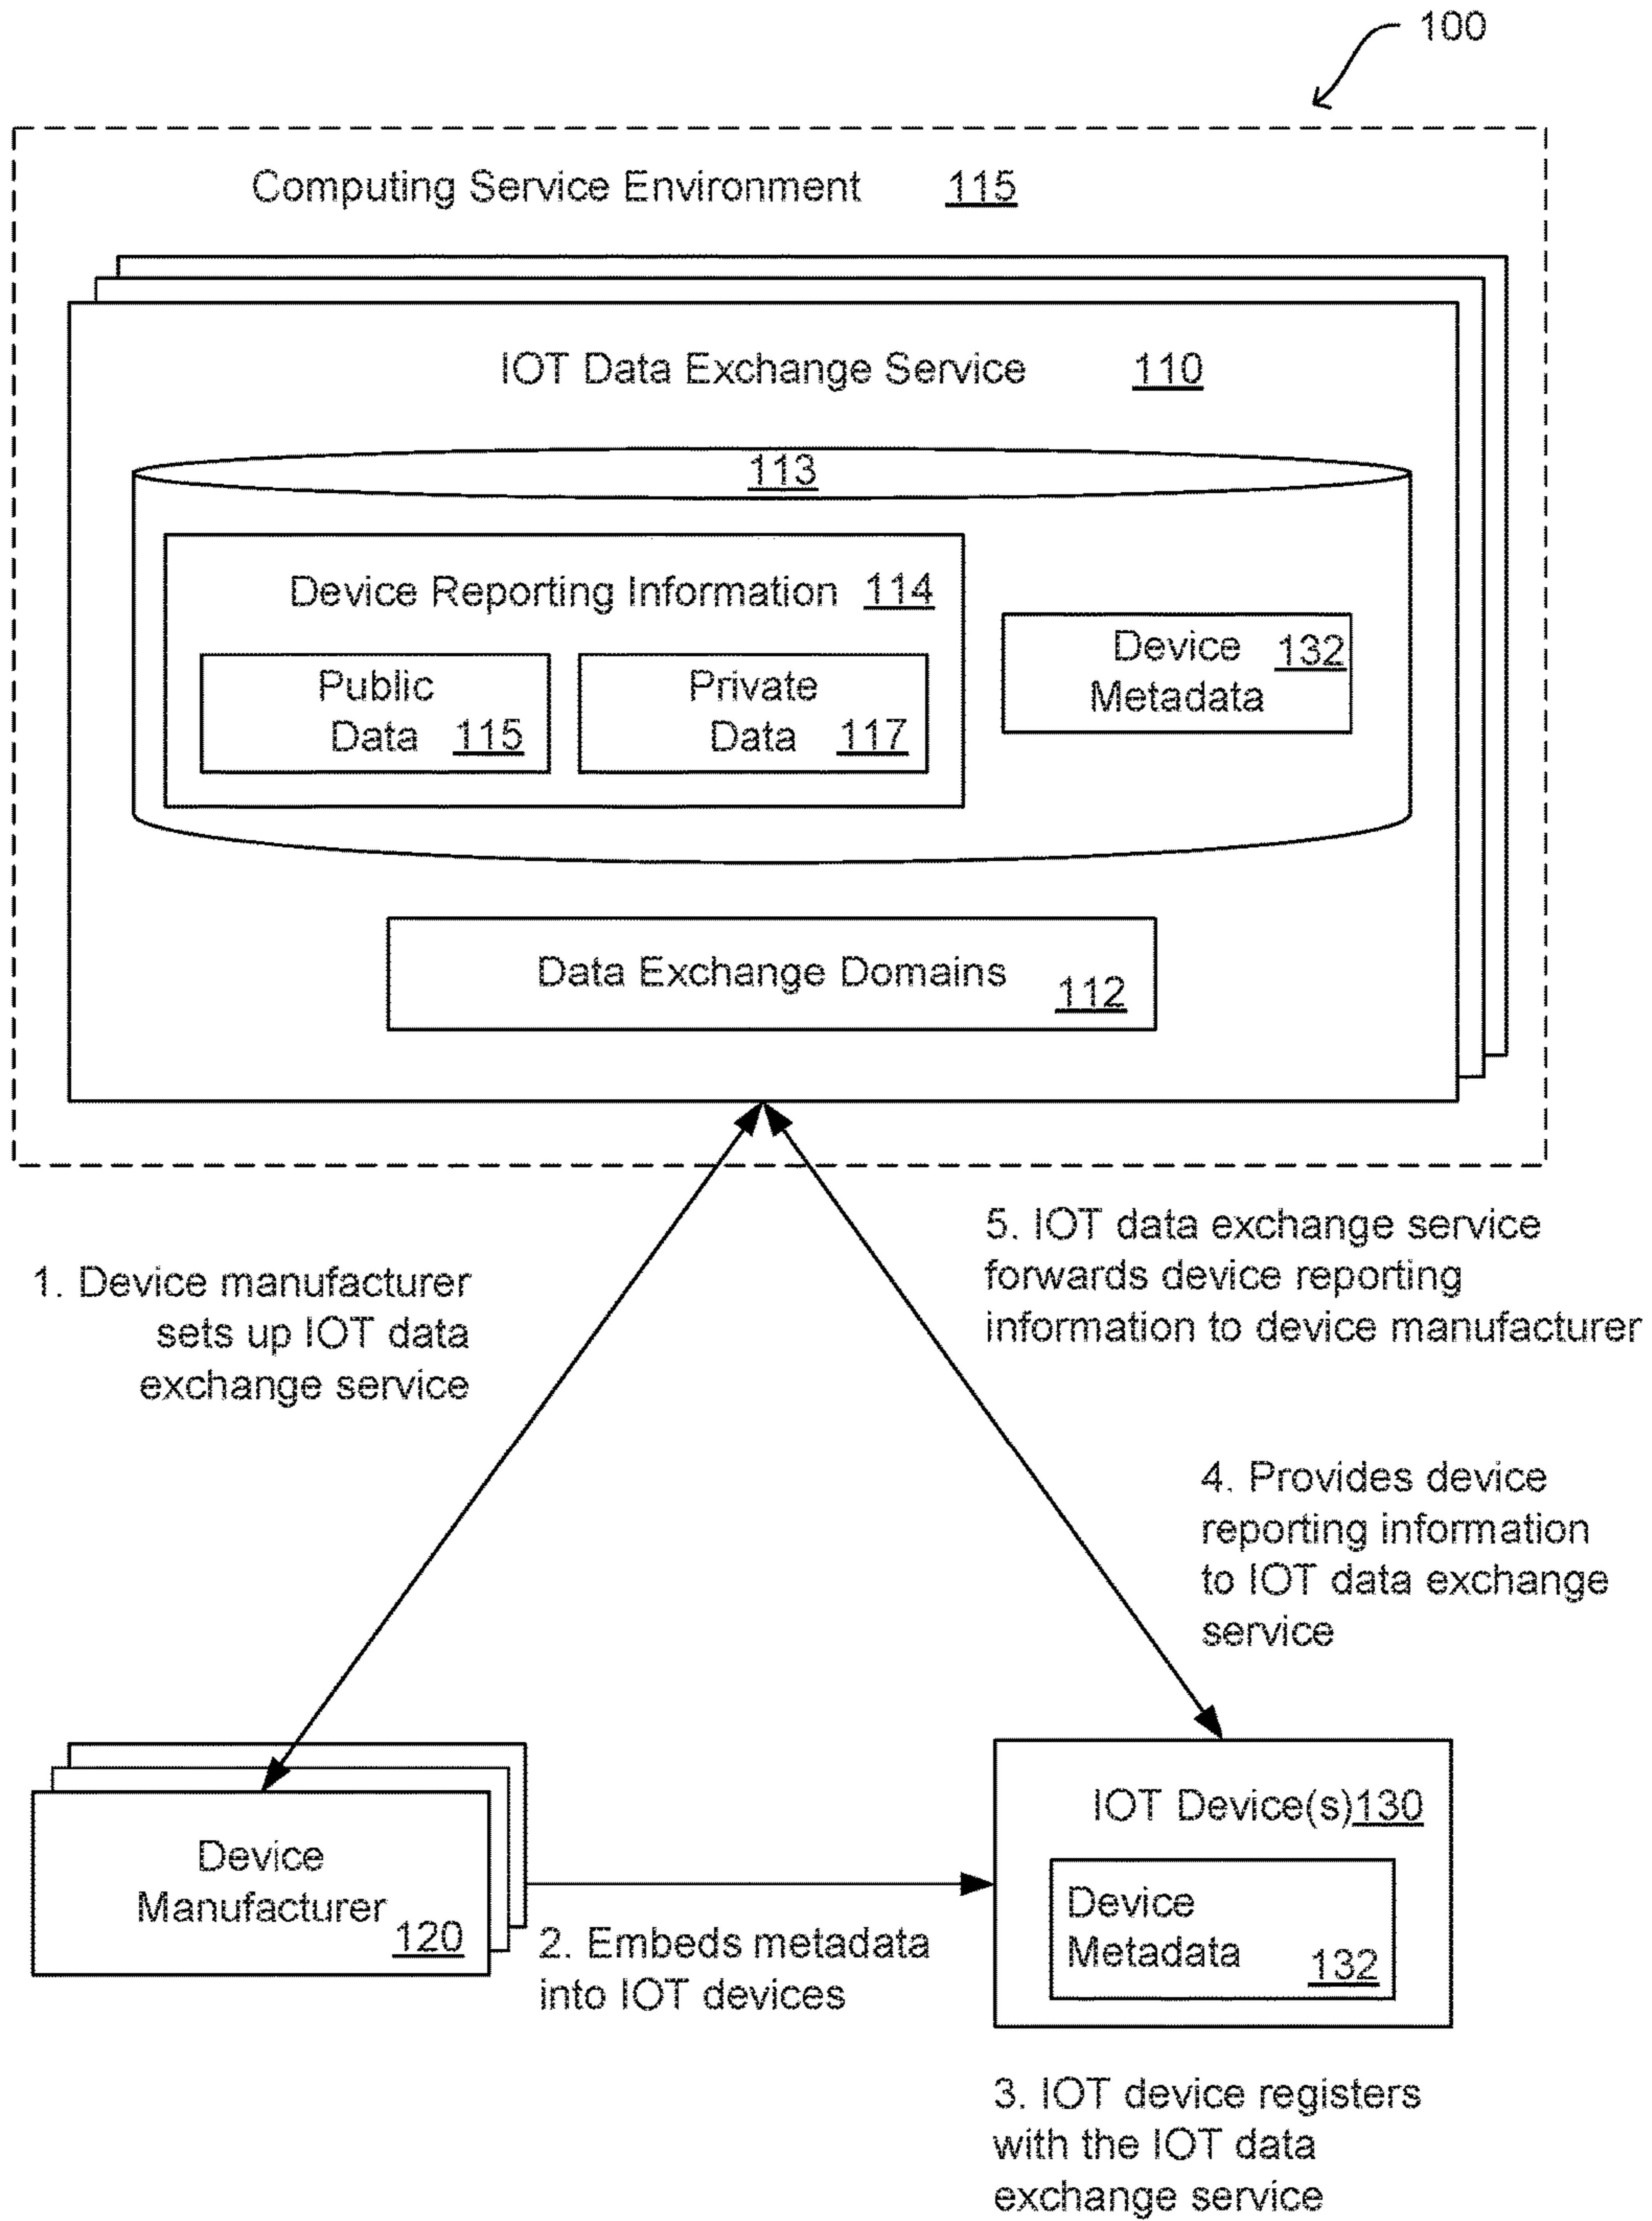 100
Computing Service Environment 115
IOT Data Exchange Service 110
113
Device Reporting Information 114
Public
Data 115
Private
Data 117
Device
Metadata 132
Data Exchange Domains 112
1. Device manufacturer
sets up IOT data
exchange service
5. IOT data exchange service
forwards device reporting
information to device manufacturer
4. Provides device
reporting information
to IOT data exchange
service
Device
Manufacturer 120
2. Embeds metadata
into IOT devices
IOT Device(s) 130
Device
Metadata 132
3. IOT device registers
with the IOT data
exchange service